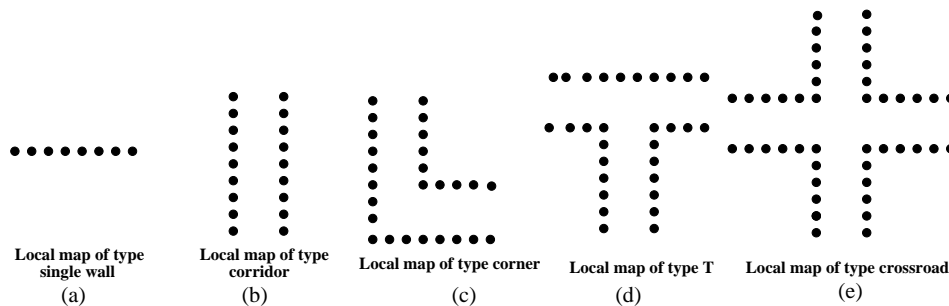 Local map of type
single wall
(a)
Local map of type
corridor
(b)
Local map of type corner
(c)
Local map of type T
(d)
Local map of type crossroad
(e)